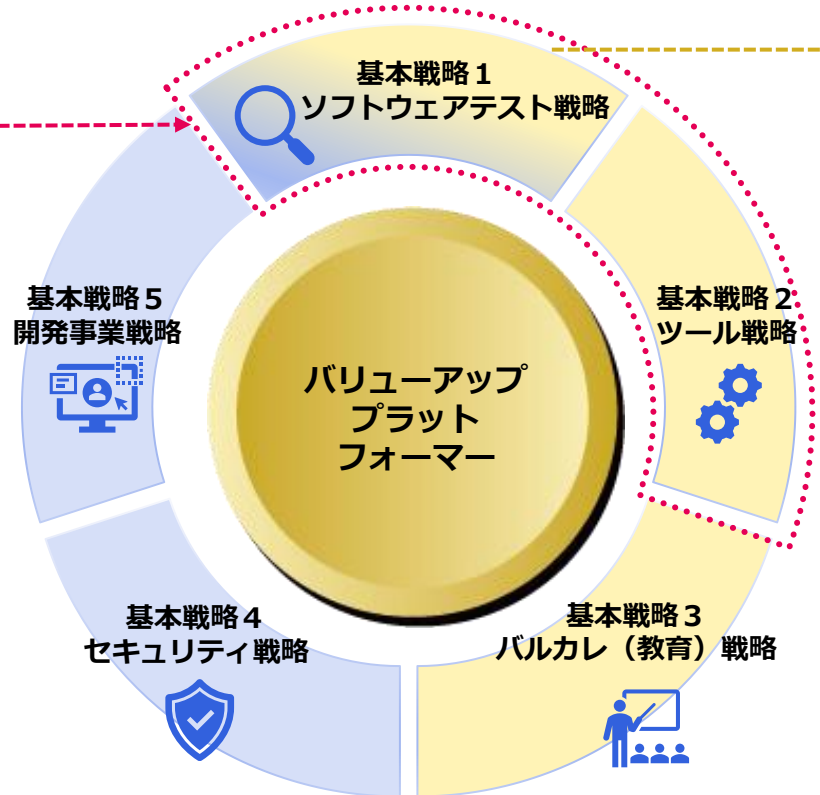 基本戦略１
ソフトウェアテスト戦略
基本戦略２
ツール戦略
基本戦略３
バルカレ（教育）戦略
基本戦略４
セキュリティ戦略
基本戦略５
開発事業戦略
バリューアップ
プラット
フォーマー